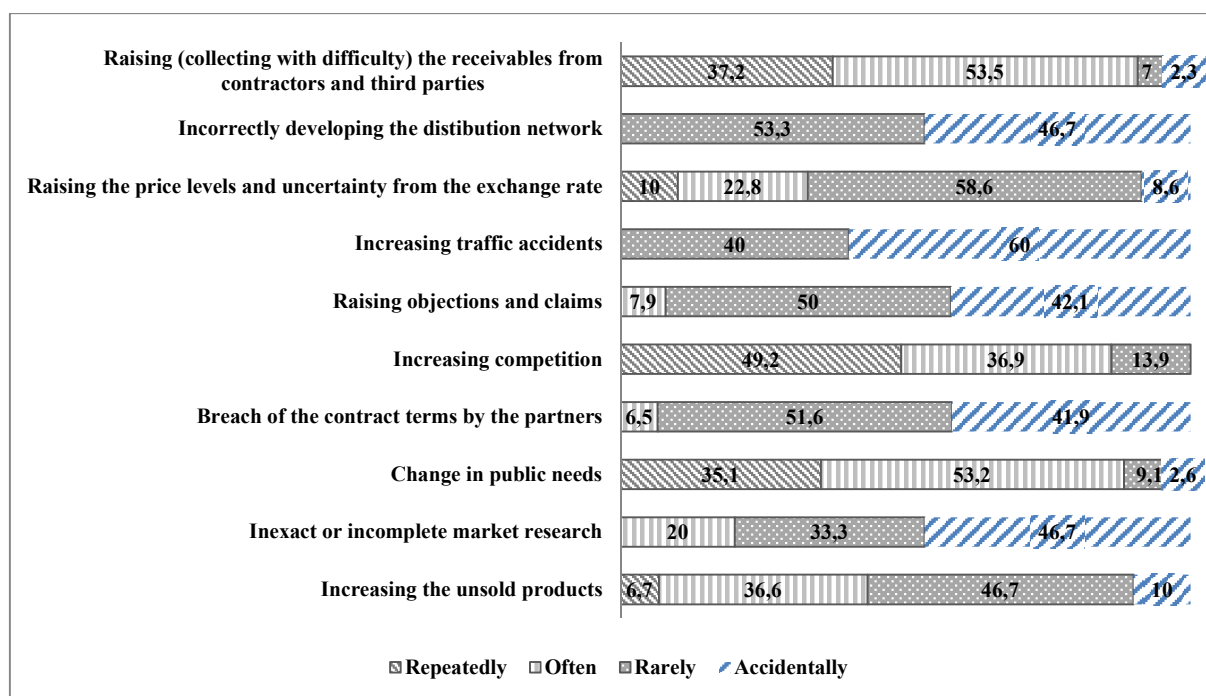 Raising (collecting with difficulty) the receivables from
contractors and third parties
37,2 53,5 7 2,3
Incorrectly developing the distibution network
53,3 46,7
Raising the price levels and uncertainty from the exchange rate
10 22,8 58,6 8,6
Increasing traffic accidents
40 60
Raising objections and claims
7,9 50 42,1
Increasing competition
49,2 36,9 13,9
Breach of the contract terms by the partners
6,5 51,6 41,9
Change in public needs
35,1 53,2 9,1 2,6
Inexact or incomplete market research
20 33,3 46,7
Increasing the unsold products
6,7 36,6 46,7 10
Repeatedly Often Rarely Accidentally